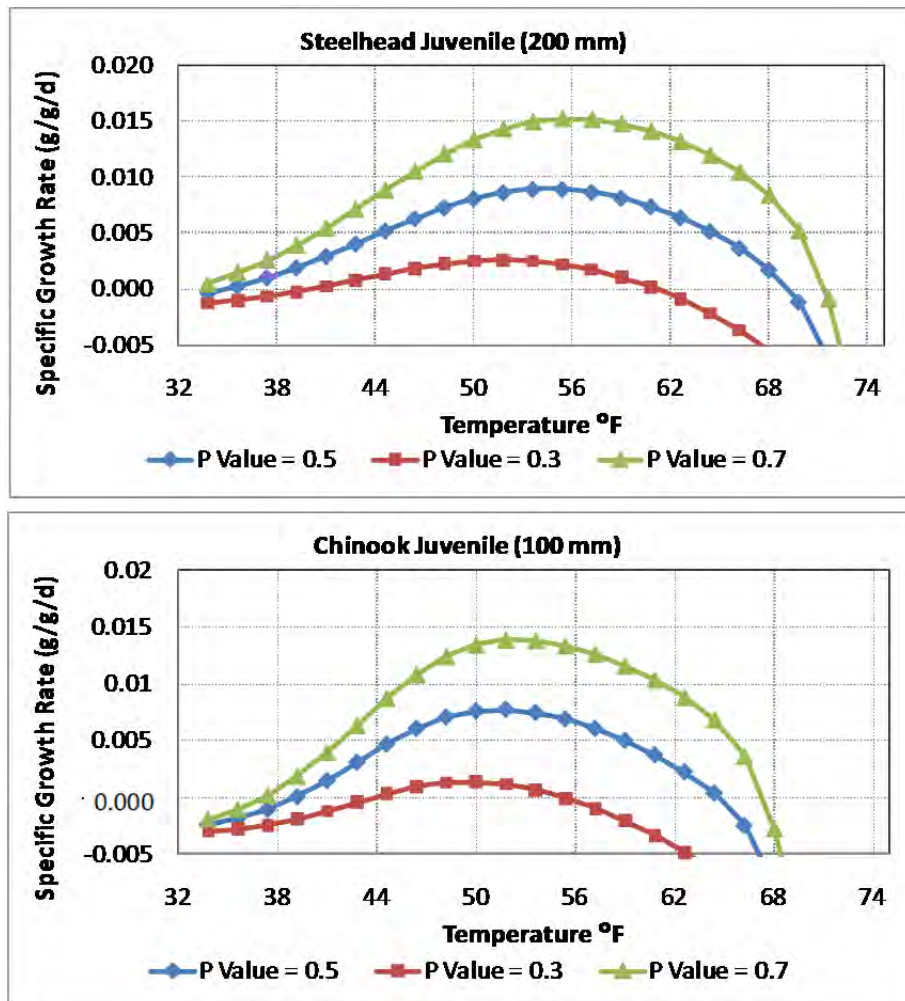 Steelhead Juvenile (200 mm)
Specific Growth Rate (g/g/d)
0.020
0.015
0.010
0.005
0.000
-0.005
32 38 44 50 56 62 68 74
Temperature ºF
P Value = 0.5 P Value = 0.3 P Value = 0.7
Chinook Juvenile (100 mm)
Specific Growth Rate (g/g/d)
0.02
0.015
0.01
0.005
0.000
-0.005
32 38 44 50 56 62 68 74
Temperature ºF
P Value = 0.5 P Value = 0.3 P Value = 0.7